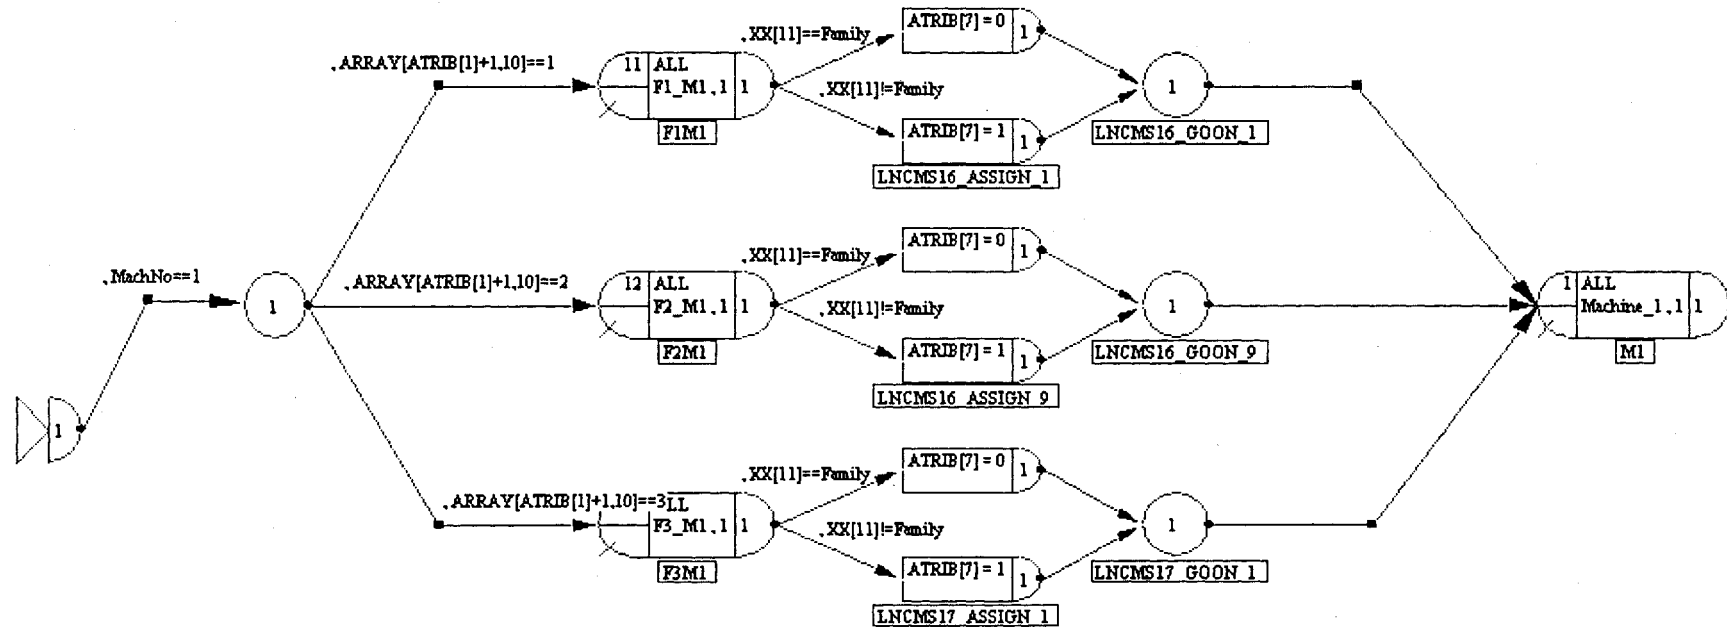 ,MachNo==1
1
1
,ARRAY[ATRIB[1]+1,10]==1
11 ALL
F1_M1,1 1
F1M1
,XX[11]==Family
,XX[11]!=Family
ATRIB[7]=0 1
ATRIB[7]=1 1
LNCMS16_ASSIGN_1
1
LNCMS16_GOON_1
,ARRAY[ATRIB[1]+1,10]==2
12 ALL
F2_M1,1 1
F2M1
,XX[11]==Family
,XX[11]!=Family
ATRIB[7]=0 1
ATRIB[7]=1 1
LNCMS16_ASSIGN_9
1
LNCMS16_GOON_9
,ARRAY[ATRIB[1]+1,10]==3
LL
F3_M1,1 1
F3M1
,XX[11]==Family
,XX[11]!=Family
ATRIB[7]=0 1
ATRIB[7]=1 1
LNCMS17_ASSIGN_1
1
LNCMS17_GOON_1
1 ALL
Machine_1,1 1
M1